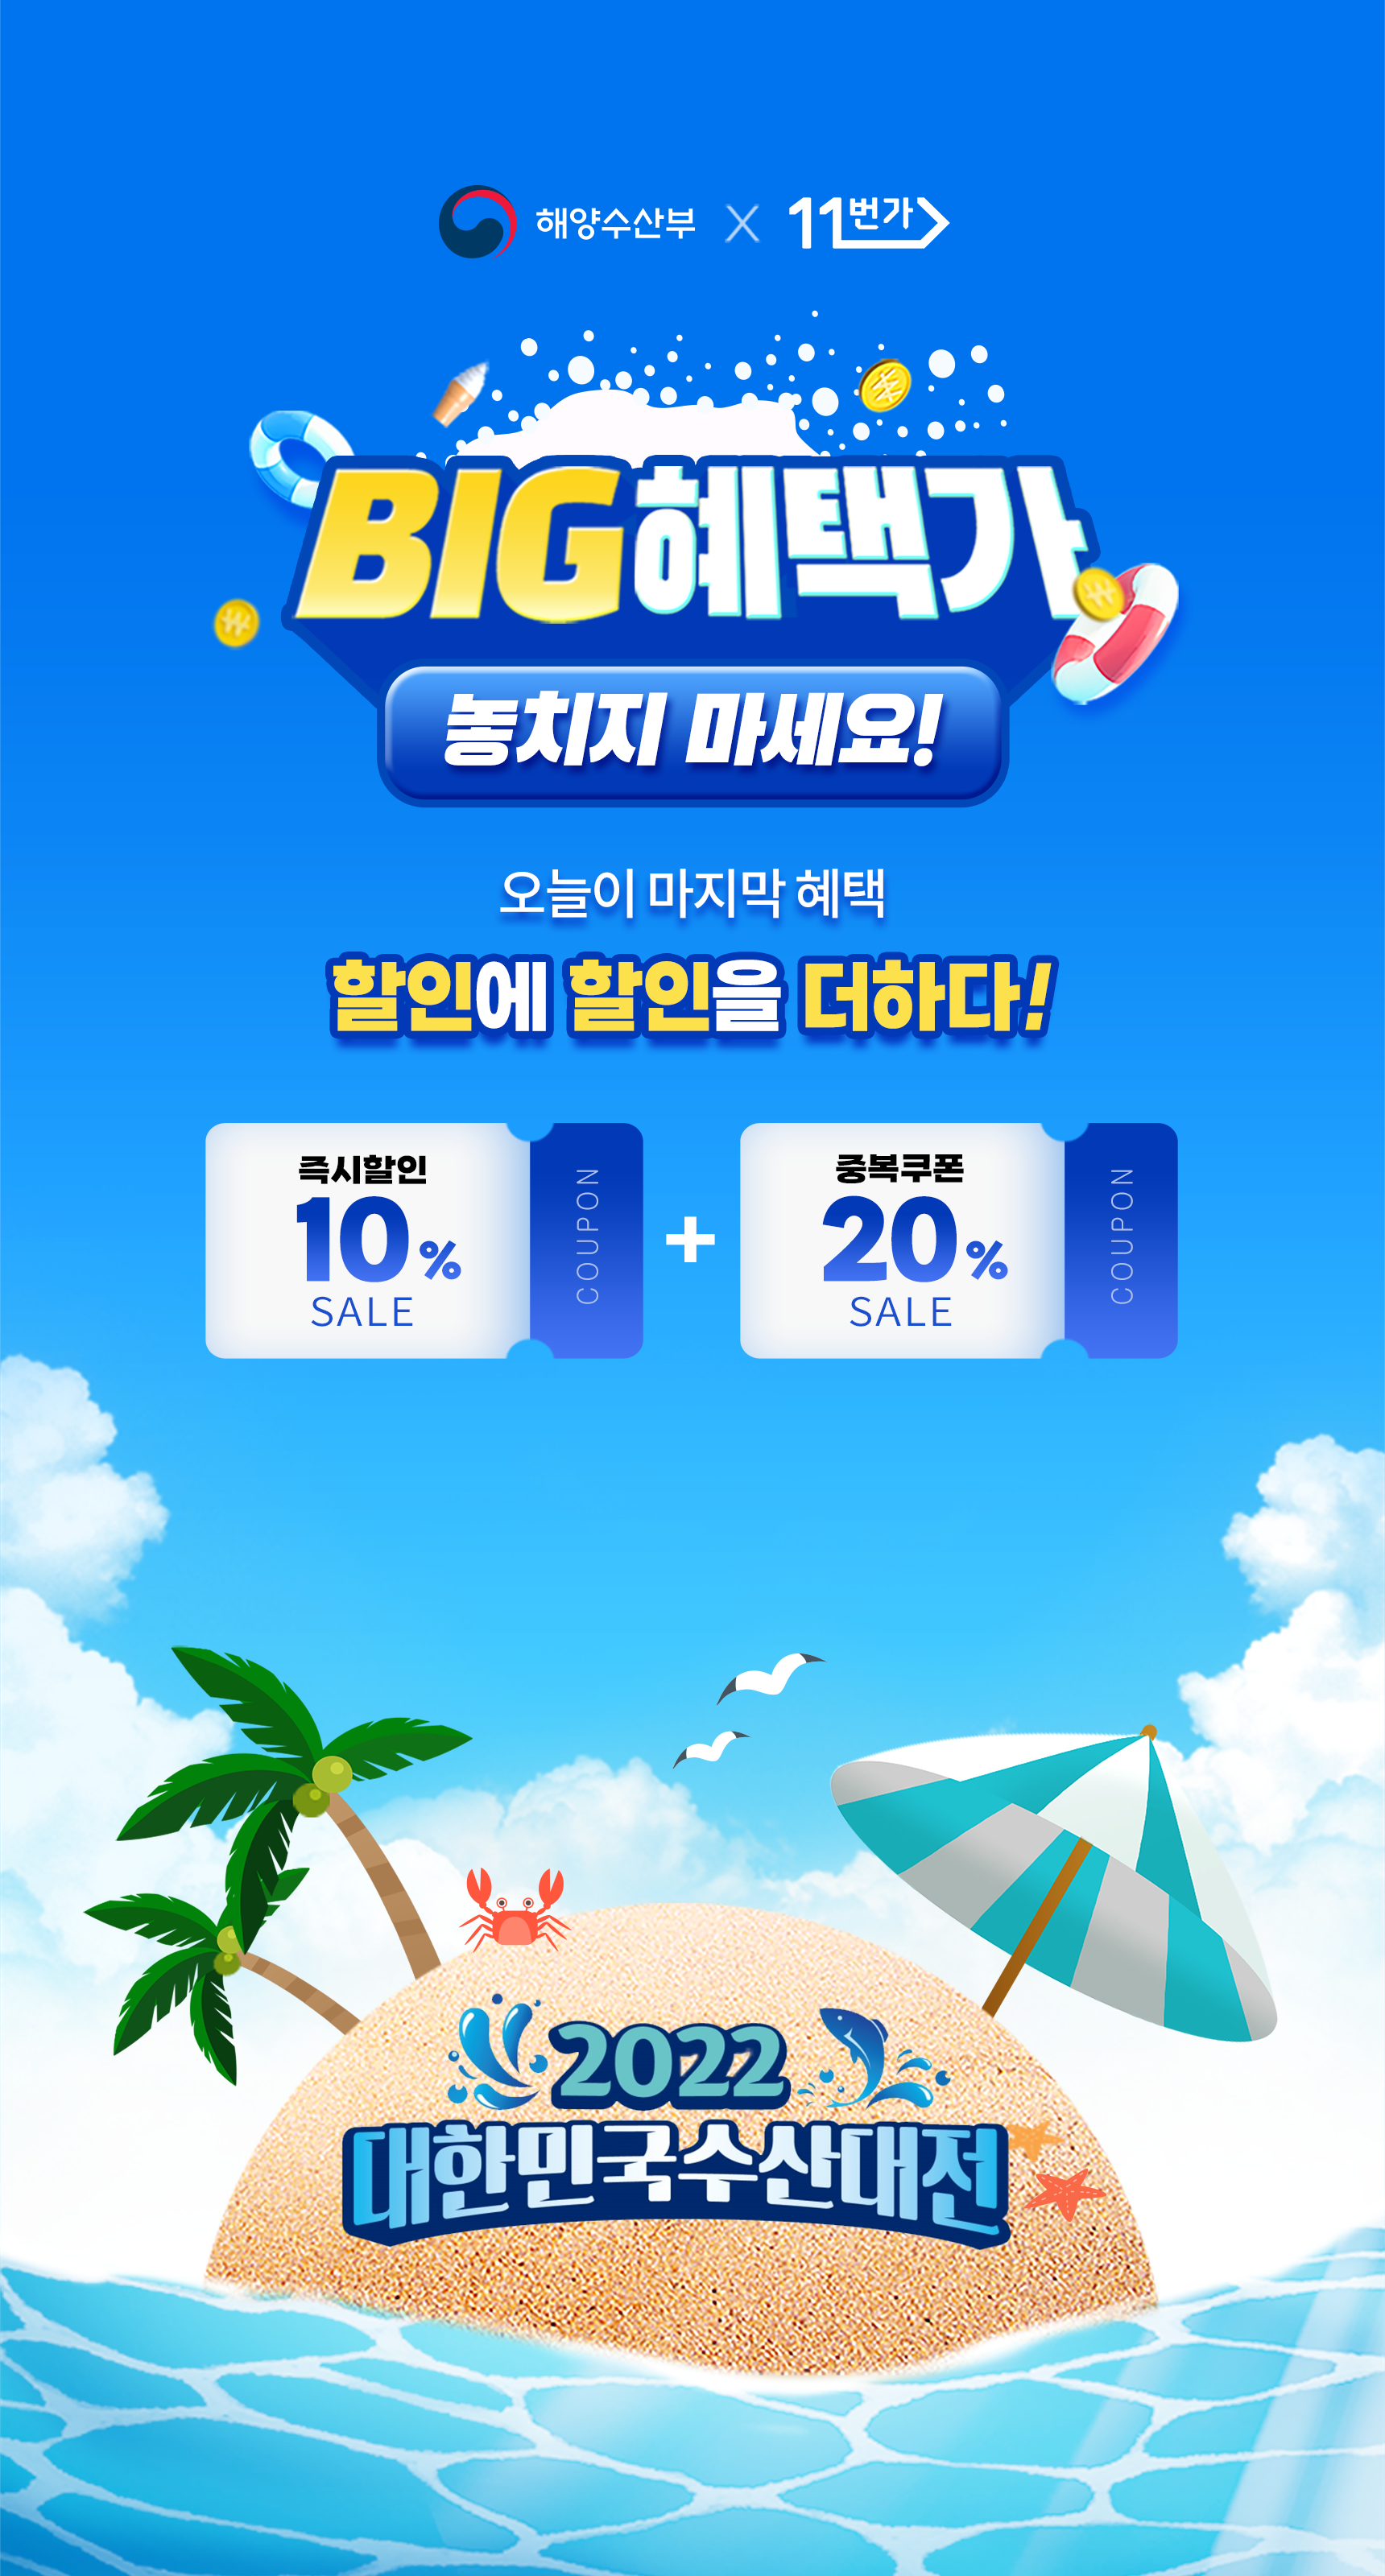 해양수산부 X 11번가
BIG혜택가
놓치지 마세요!
오늘이 마지막 혜택
할인에 할인을 더하다!
즉시할인
10%
SALE
COUPON
+
중복쿠폰
20%
SALE
COUPON
2022
대한민국수산대전